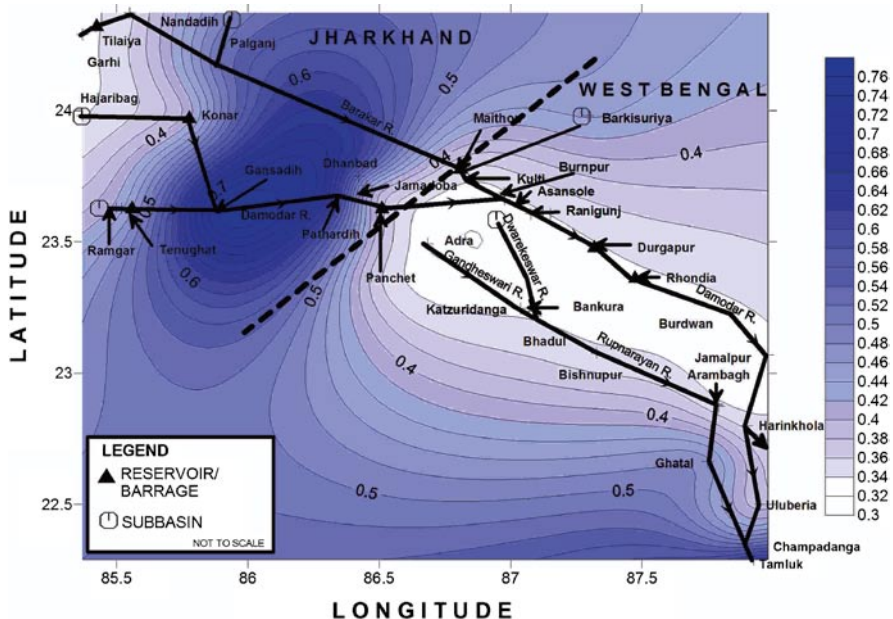 Nandadih
Tilaiya
Palganj
JHARKHAND
Garhi
0.6
0.5
WEST BENGAL
Hajaribag
24
Konar
Barakar R.
Maithon
Barkisuriya
0.4
0.4
0.4
Dhanbad
Kulti
Burnpur
Gansadih
Jamadoba
Asansole
0.7
0.5
Damodar R.
Ranigunj
23.5
Ramgar
Tenughat
Pathardih
Adra
Dwarekeswar R.
Durgapur
0.6
0.5
Panchet
Gandheswari R.
Rhondia
Katzuridanga
Bankura
Damodar R.
Burdwan
Bhadul
Rupnarayan R.
Jamalpur
23
0.4
Bishnupur
Arambagh
0.4
Harinkhola
LEGEND
RESERVOIR/
BARRAGE
SUBBASIN
NOT TO SCALE
Ghatal
0.5
0.5
22.5
Uluberia
Champadanga
Tamluk
85.5
86
86.5
87
87.5
LONGITUDE
LATITUDE
0.76
0.74
0.72
0.7
0.68
0.66
0.64
0.62
0.6
0.58
0.56
0.54
0.52
0.5
0.48
0.46
0.44
0.42
0.4
0.38
0.36
0.34
0.32
0.3